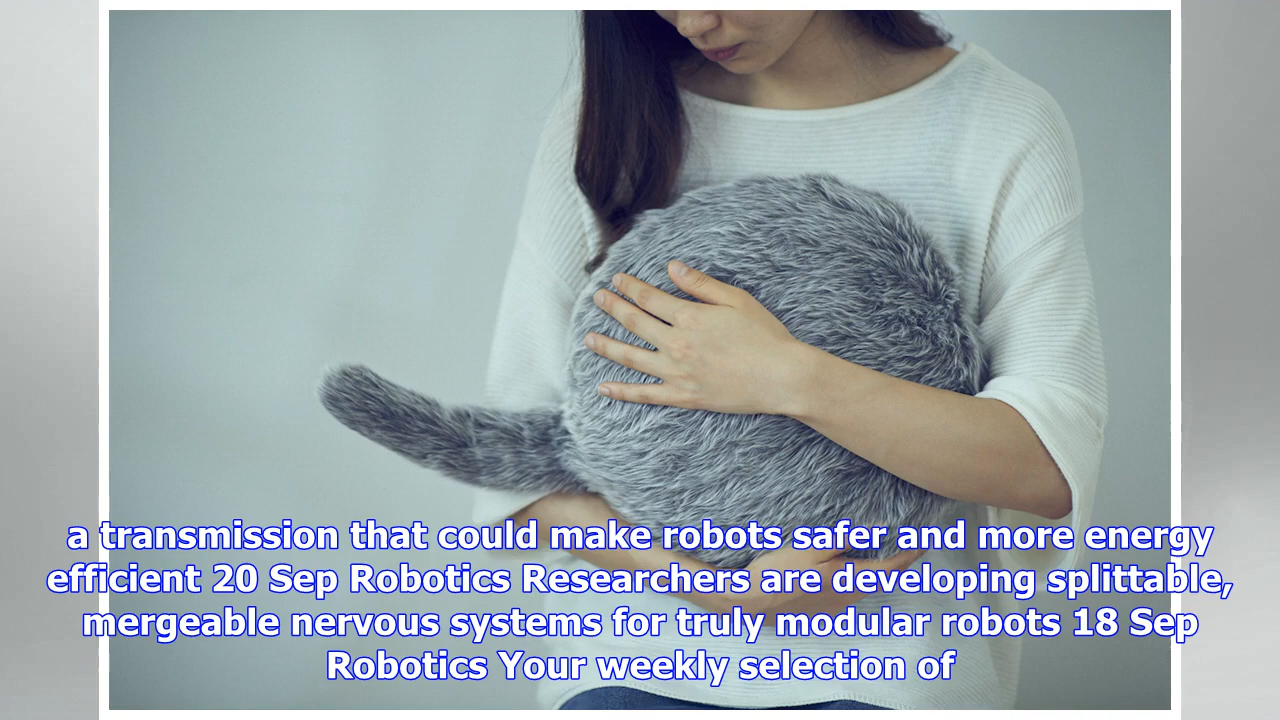 a transmission that could make robots safer and more energy
efficient 20 Sep Robotics Researchers are developing splittable,
mergeable nervous systems for truly modular robots 18 Sep
Robotics Your weekly selection of